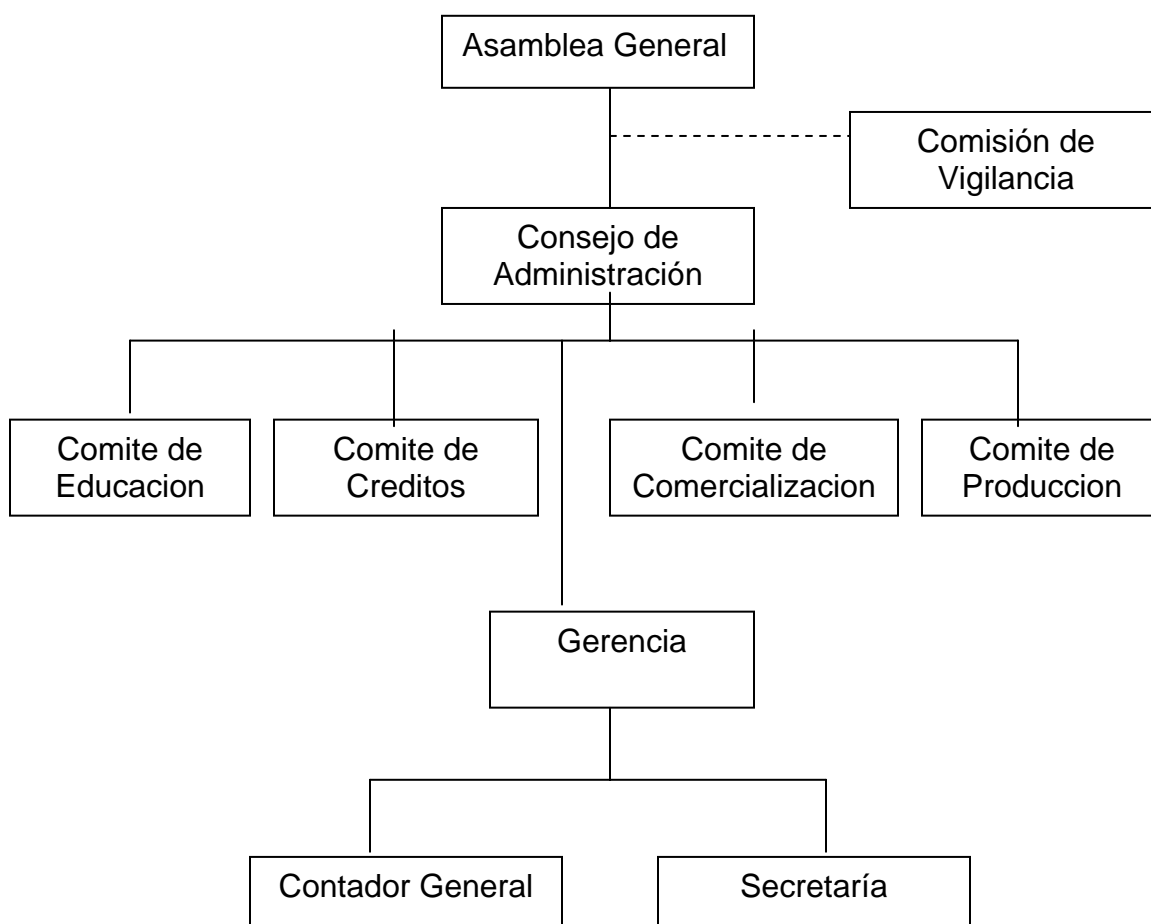 Asamblea General
Comisión de
Vigilancia
Consejo de
Administración
Comite de
Educacion
Comite de
Creditos
Comite de
Comercializacion
Comite de
Produccion
Gerencia
Contador General
Secretaría